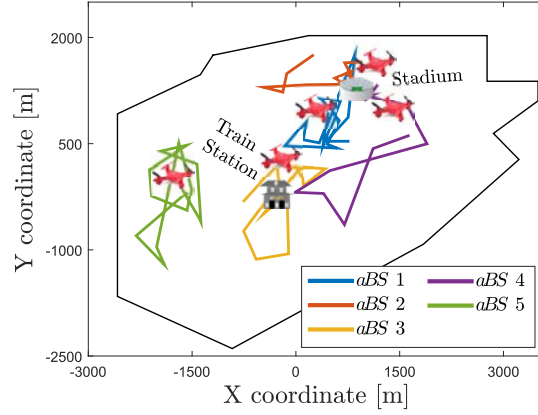 2000
500
-1000
-2500
Y coordinate [m]
Stadium
Train
Station
aBS 1
aBS 2
aBS 3
aBS 4
aBS 5
-3000
-1500
0
1500
3000
X coordinate [m]